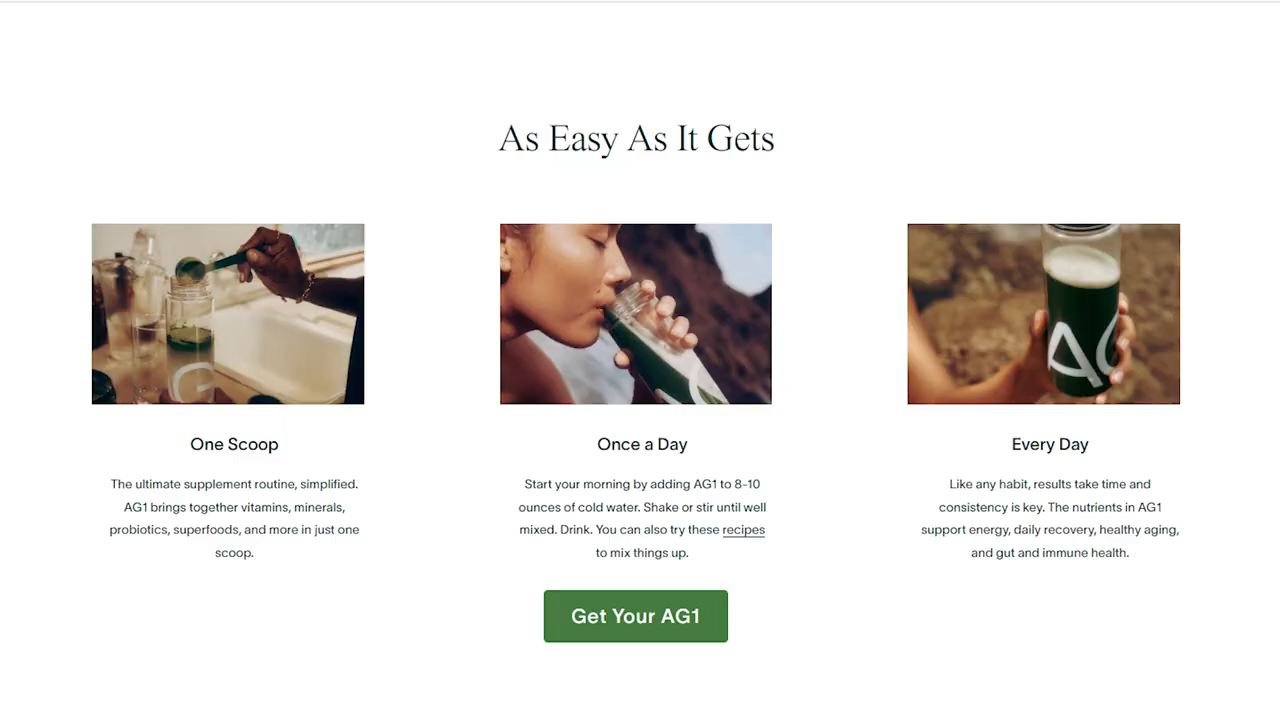 As Easy As It Gets
G
AG
One Scoop
The ultimate supplement routine, simplified.
AG1 brings together vitamins, minerals,
probiotics, superfoods, and more in just one
scoop.
Once a Day
Start your morning by adding AG1 to 8-10
ounces of cold water. Shake or stir until well
mixed. Drink. You can also try these recipes
to mix things up.
Every Day
Like any habit, results take time and
consistency is key. The nutrients in AG1
support energy, daily recovery, healthy aging,
and gut and immune health.
Get Your AG1